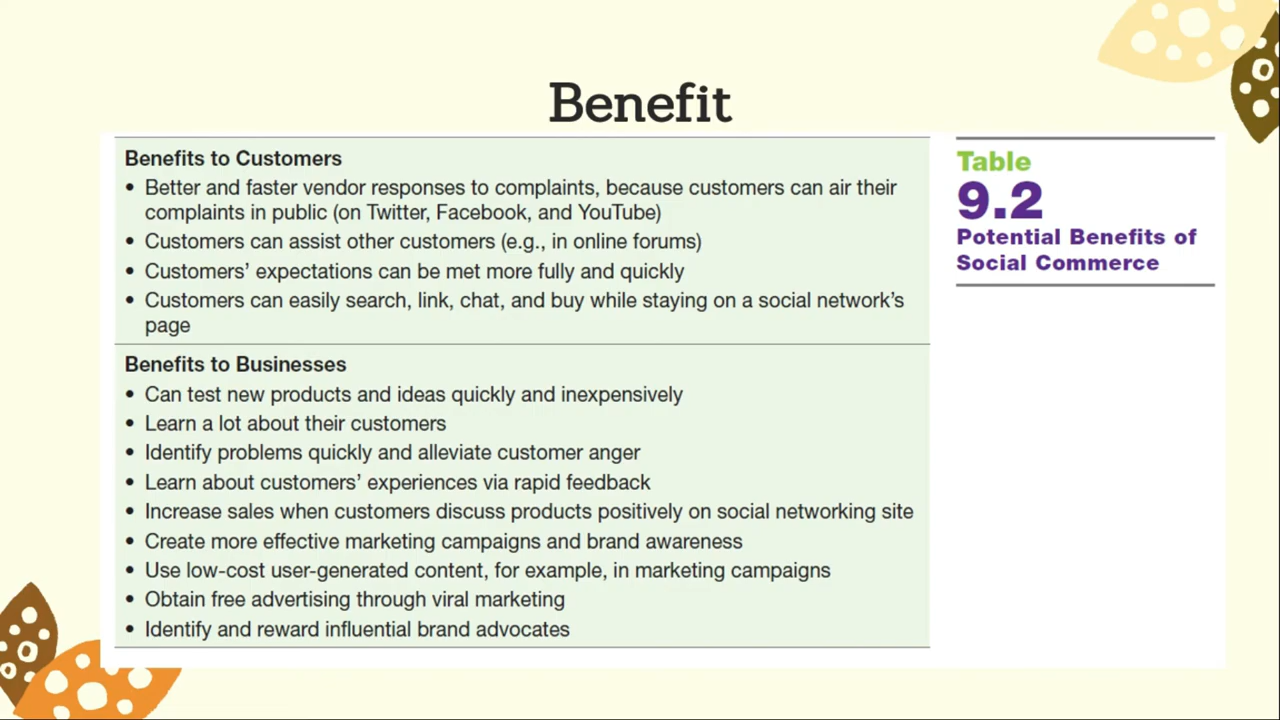 Benefit
Benefits to Customers
• Better and faster vendor responses to complaints, because customers can air their
complaints in public (on Twitter, Facebook, and YouTube)
• Customers can assist other customers (e.g., in online forums)
• Customers’ expectations can be met more fully and quickly
• Customers can easily search, link, chat, and buy while staying on a social network’s
page
Benefits to Businesses
• Can test new products and ideas quickly and inexpensively
• Learn a lot about their customers
• Identify problems quickly and alleviate customer anger
• Learn about customers’ experiences via rapid feedback
• Increase sales when customers discuss products positively on social networking site
• Create more effective marketing campaigns and brand awareness
• Use low-cost user-generated content, for example, in marketing campaigns
• Obtain free advertising through viral marketing
• Identify and reward influential brand advocates
Table
9.2
Potential Benefits of
Social Commerce